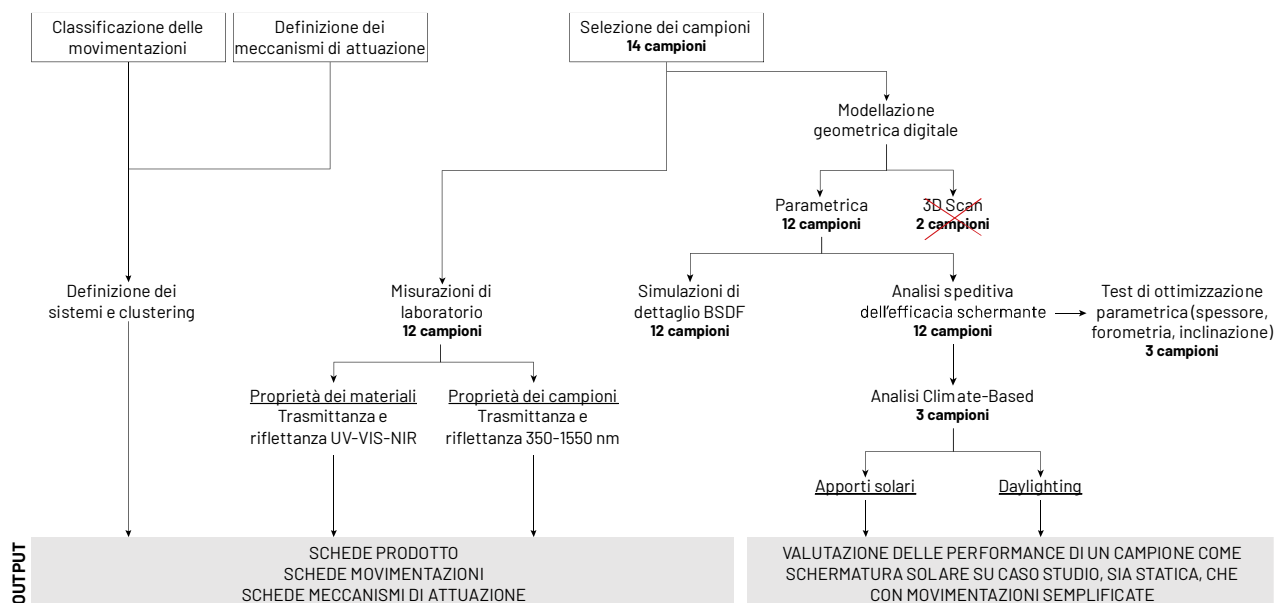 Classificazione delle
movimentazioni
Definizione dei
meccanismi di attuazione
Selezione dei campioni
14 campioni
Modellazione
geometrica digitale
Parametrica
12 campioni
3D Scan
2 campioni
Definizione dei
sistemi e clustering
Misurazioni di
laboratorio
12 campioni
Simulazioni di
dettaglio BSDF
12 campioni
Analisi speditiva
dell'efficacia schermante
12 campioni
Test di ottimizzazione
parametrica (spessore,
forometria, inclinazione)
3 campioni
Proprietà dei materiali
Trasmittanza e
riflettanza UV-VIS-NIR
Proprietà dei campioni
Trasmittanza e
riflettanza 350-1550 nm
Analisi Climate-Based
3 campioni
Apporti solari
Daylighting
OUTPUT
SCHEDE PRODOTTO
SCHEDE MOVIMENTAZIONI
SCHEDE MECCANISMI DI ATTUAZIONE
VALUTAZIONE DELLE PERFORMANCE DI UN CAMPIONE COME
SCHERMATURA SOLARE SU CASO STUDIO, SIA STATICA, CHE
CON MOVIMENTAZIONI SEMPLIFICATE